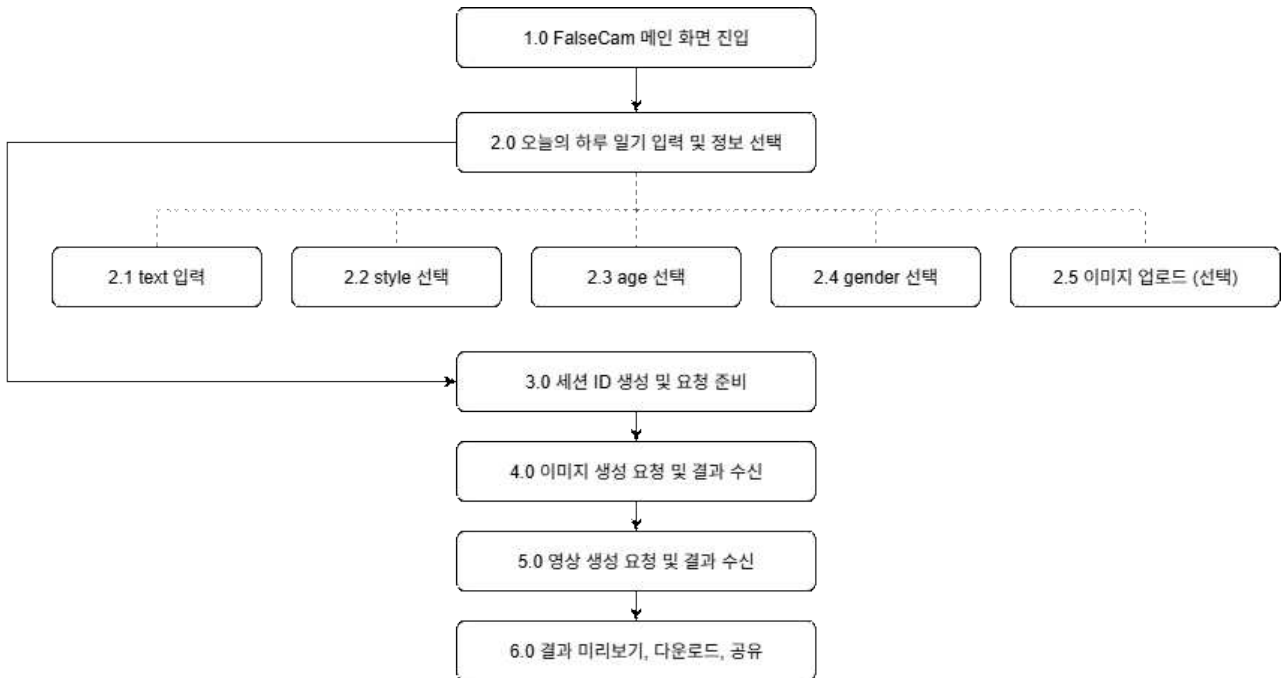 1.0 FalseCam 메인 화면 진입
2.0 오늘의 하루 일기 입력 및 정보 선택
2.1 text 입력
2.2 style 선택
2.3 age 선택
2.4 gender 선택
2.5 이미지 업로드 (선택)
3.0 세션 ID 생성 및 요청 준비
4.0 이미지 생성 요청 및 결과 수신
5.0 영상 생성 요청 및 결과 수신
6.0 결과 미리보기, 다운로드, 공유